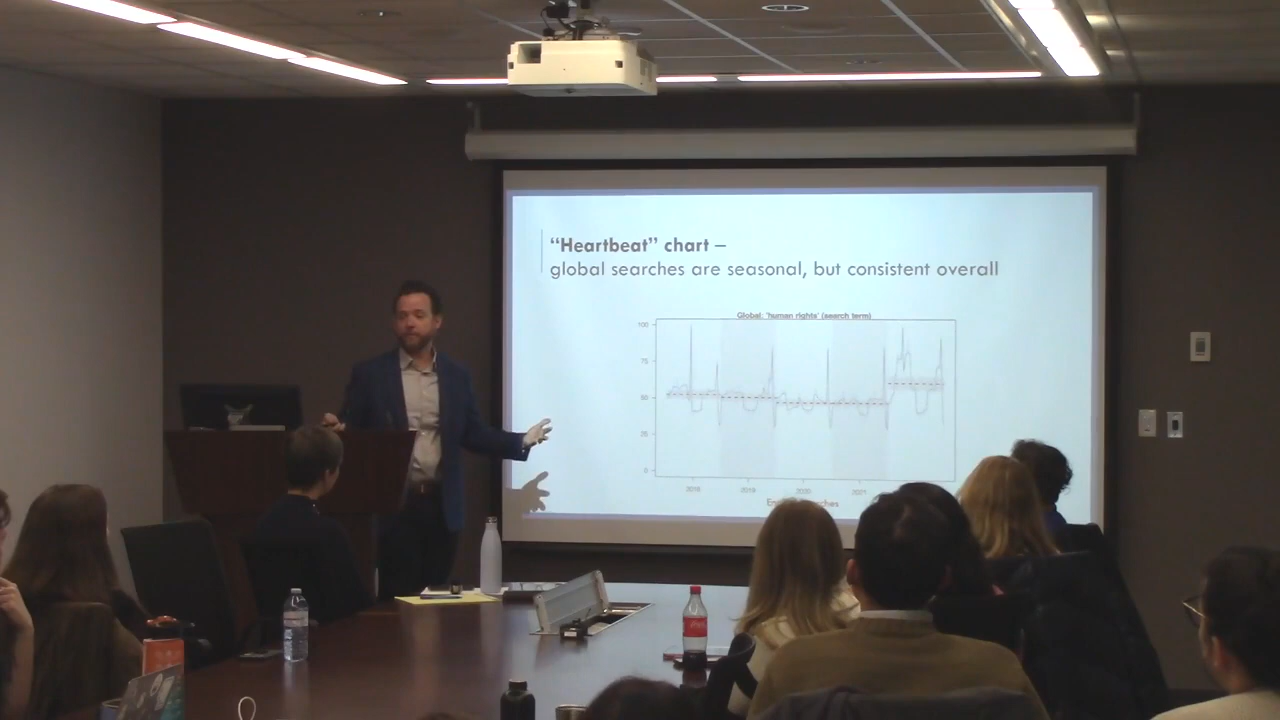 “Heartbeat” chart –
global searches are seasonal, but consistent overall
Global: 'human rights' (search term)
100
75
50
25
0
2018 2019 2020 2021